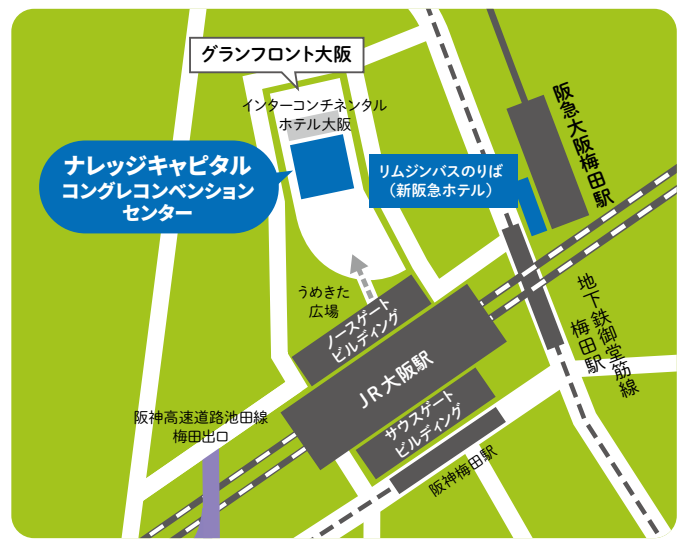 グランフロント大阪
インターコンチネンタル
ホテル大阪
ナレッジキャピタル
コングレコンベンション
センター
リムジンバスのりば
（新阪急ホテル）
阪急大阪梅田駅
うめきた
広場
ノースゲート
ビルディング
地下鉄御堂筋線
梅田駅
JR大阪駅
サウスゲート
ビルディング
阪神高速道路池田線
梅田出口
阪神梅田駅